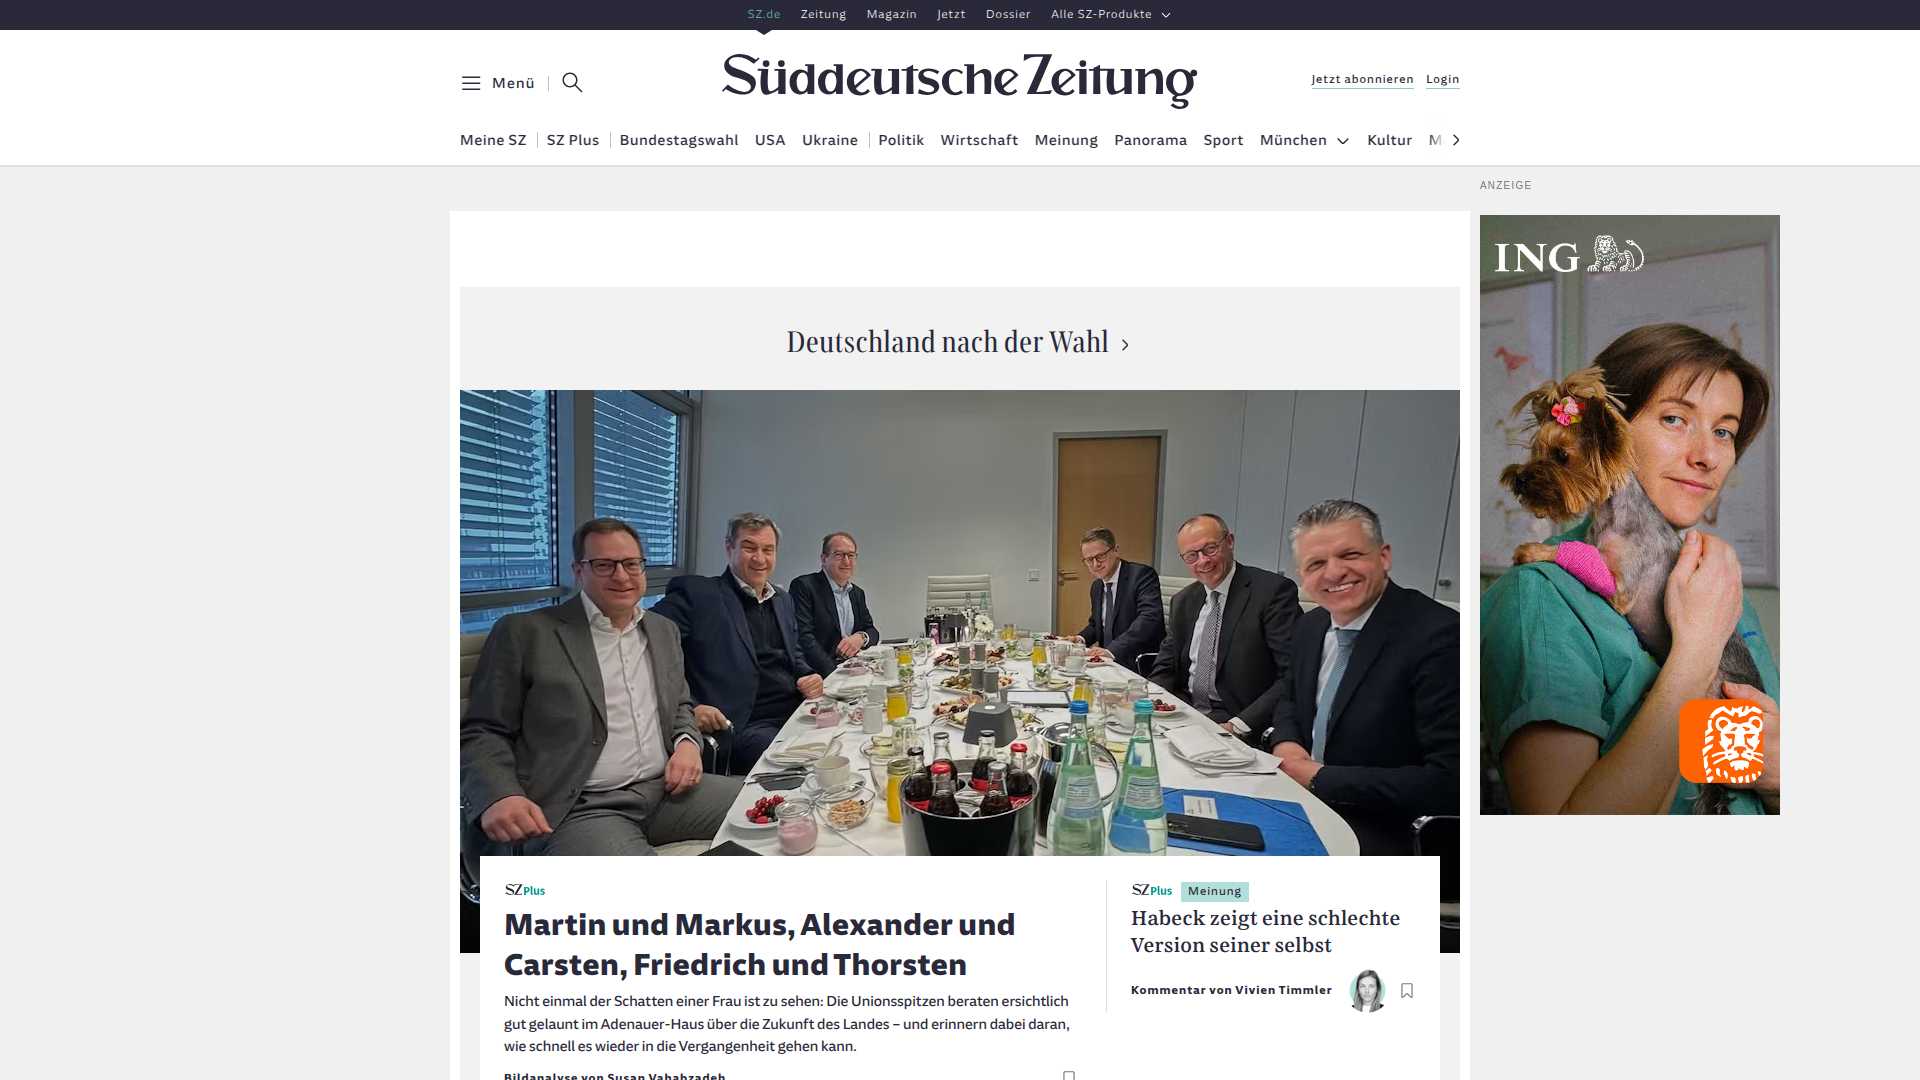 SZ.de Zeitung Magazin Jetzt Dossier Alle SZ-Produkte
Menü
Süddeutsche Zeitung
Jetzt abonnieren Login
Meine SZ SZ Plus Bundestagswahl USA Ukraine Politik Wirtschaft Meinung Panorama Sport München Kultur M
ANZEIGE
ING
Deutschland nach der Wahl
SZ Plus
Martin und Markus, Alexander und
Carsten, Friedrich und Thorsten
Nicht einmal der Schatten einer Frau ist zu sehen: Die Unionsspitzen beraten ersichtlich
gut gelaunt im Adenauer-Haus über die Zukunft des Landes – und erinnern dabei daran,
wie schnell es wieder in die Vergangenheit gehen kann.
Bildanalyse von Susan Vahabzadeh
SZ Plus Meinung
Habeck zeigt eine schlechte
Version seiner selbst
Kommentar von Vivien Timmler